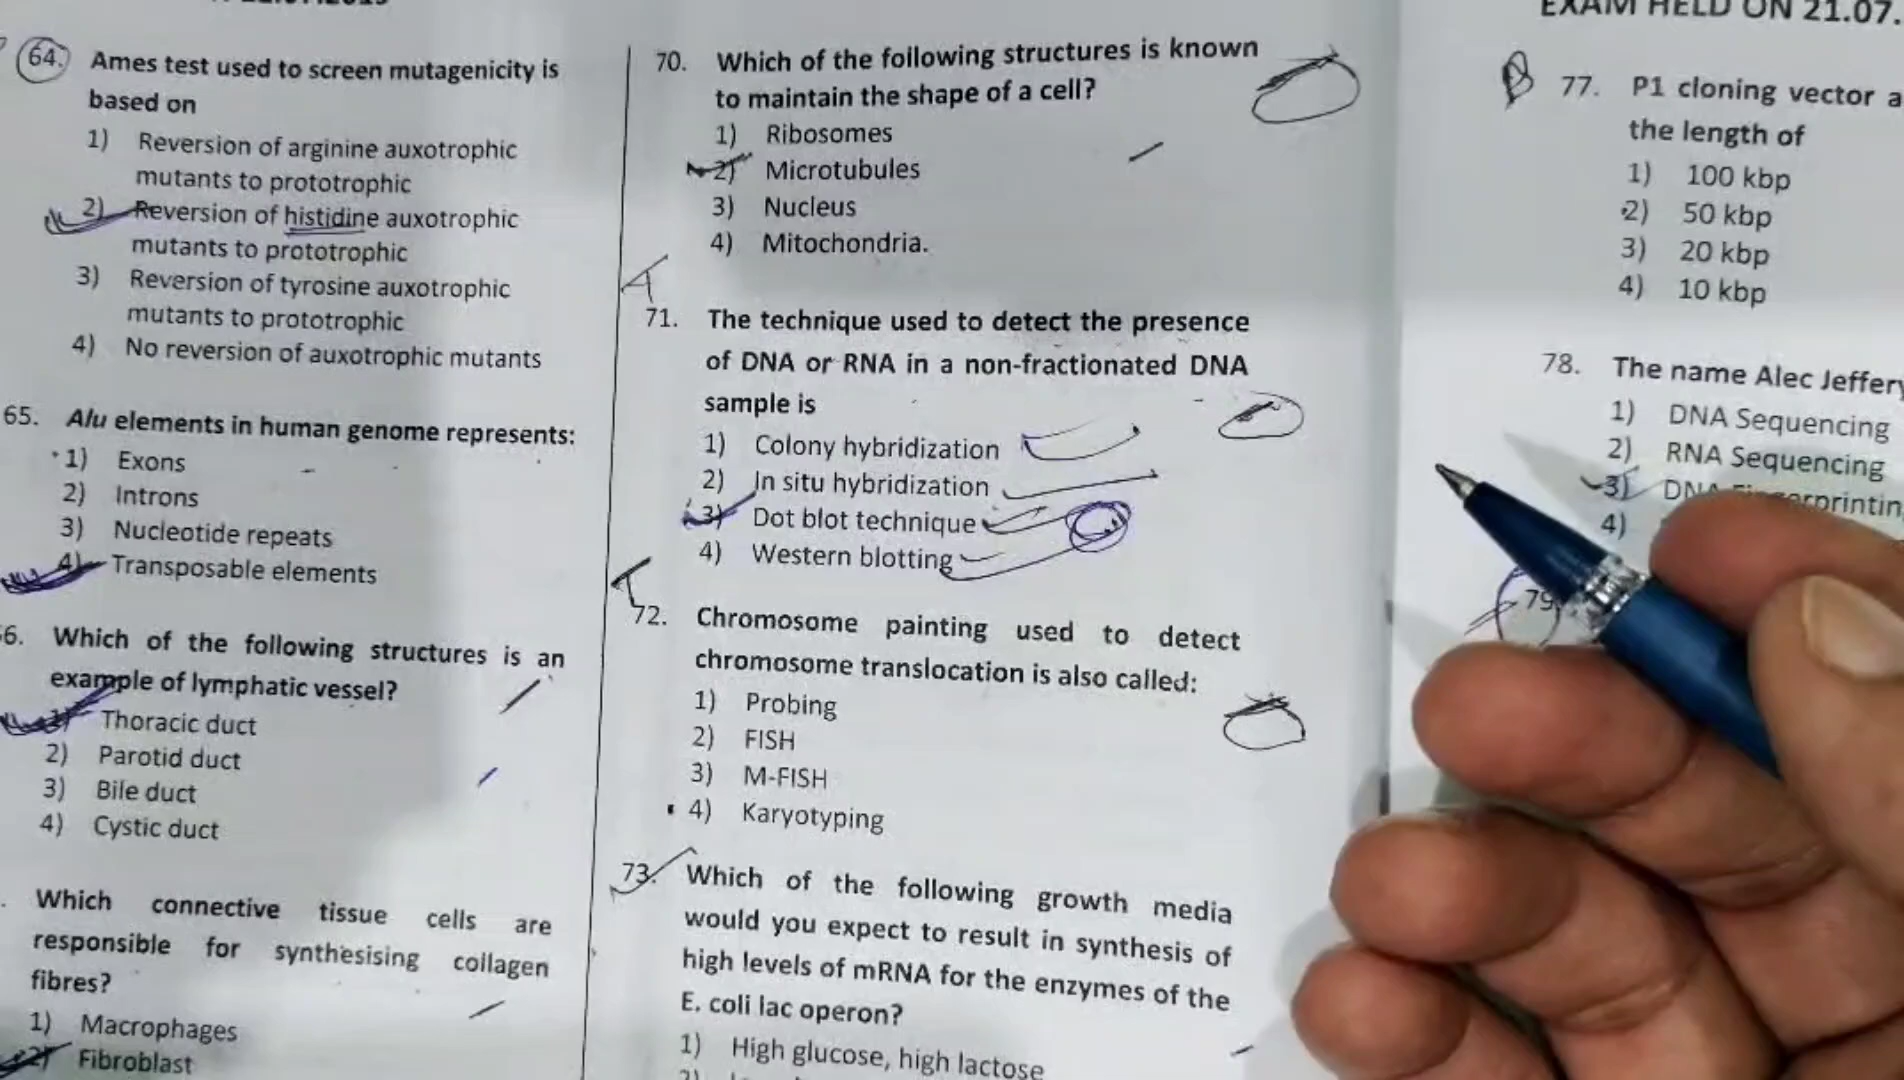 64. Ames test used to screen mutagenicity is
based on
1) Reversion of arginine auxotrophic
mutants to prototrophic
2) Reversion of histidine auxotrophic
mutants to prototrophic
3) Reversion of tyrosine auxotrophic
mutants to prototrophic
4) No reversion of auxotrophic mutants
65. Alu elements in human genome represents:
1) Exons
2) Introns
3) Nucleotide repeats
4) Transposable elements
6. Which of the following structures is an
example of lymphatic vessel?
1) Thoracic duct
2) Parotid duct
3) Bile duct
4) Cystic duct
. Which connective tissue cells are
responsible for synthesising collagen
fibres?
1) Macrophages
2) Fibroblast
70. Which of the following structures is known
to maintain the shape of a cell?
1) Ribosomes
2) Microtubules
3) Nucleus
4) Mitochondria.
71. The technique used to detect the presence
of DNA or RNA in a non-fractionated DNA
sample is
1) Colony hybridization
2) In situ hybridization
3) Dot blot technique
4) Western blotting
72. Chromosome painting used to detect
chromosome translocation is also called:
1) Probing
2) FISH
3) M-FISH
4) Karyotyping
73. Which of the following growth media
would you expect to result in synthesis of
high levels of mRNA for the enzymes of the
E. coli lac operon?
1) High glucose, high lactose
EXAM HELD ON 21.07.
77. P1 cloning vector a
the length of
1) 100 kbp
2) 50 kbp
3) 20 kbp
4) 10 kbp
78. The name Alec Jeffery
1) DNA Sequencing
2) RNA Sequencing
3) DNA
4)
79